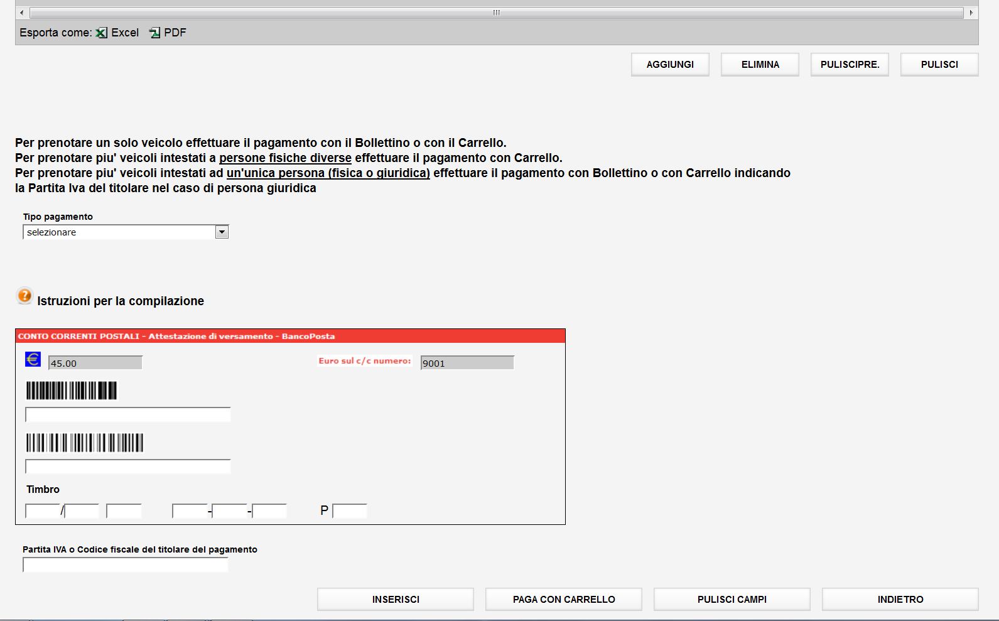 Esporta come: Excel PDF
AGGIUNGI ELIMINA PULISCIPRE. PULISCI
Per prenotare un solo veicolo effettuare il pagamento con il Bollettino o con il Carrello.
Per prenotare piu' veicoli intestati a persone fisiche diverse effettuare il pagamento con Carrello.
Per prenotare piu' veicoli intestati ad un'unica persona (fisica o giuridica) effettuare il pagamento con Bollettino o con Carrello indicando
la Partita Iva del titolare nel caso di persona giuridica
Tipo pagamento
selezionare
? Istruzioni per la compilazione
CONTO CORRENTI POSTALI - Attestazione di versamento - BancoPosta
€ 45.00 Euro sul c/c numero: 9001
Timbro
/ - - P
Partita IVA o Codice fiscale del titolare del pagamento
INSERISCI PAGA CON CARRELLO PULISCI CAMPI INDIETRO